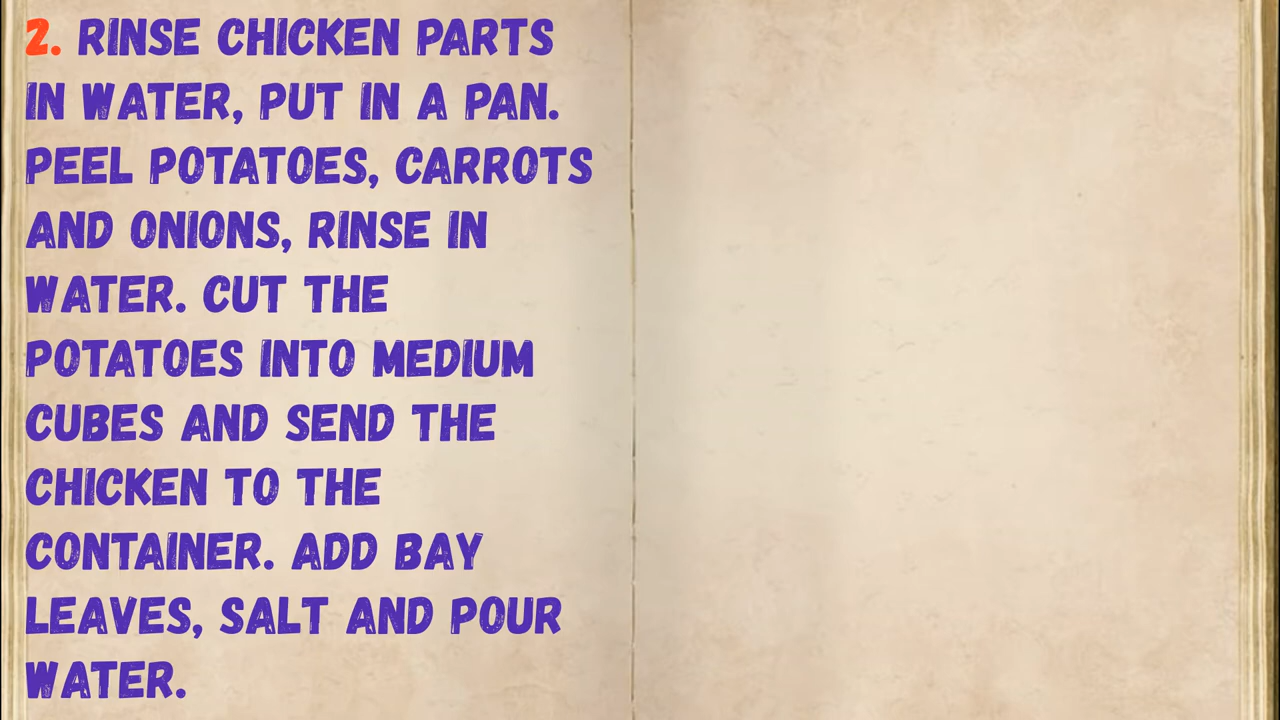 2. RINSE CHICKEN PARTS
IN WATER, PUT IN A PAN.
PEEL POTATOES, CARROTS
AND ONIONS, RINSE IN
WATER. CUT THE
POTATOES INTO MEDIUM
CUBES AND SEND THE
CHICKEN TO THE
CONTAINER. ADD BAY
LEAVES, SALT AND POUR
WATER.